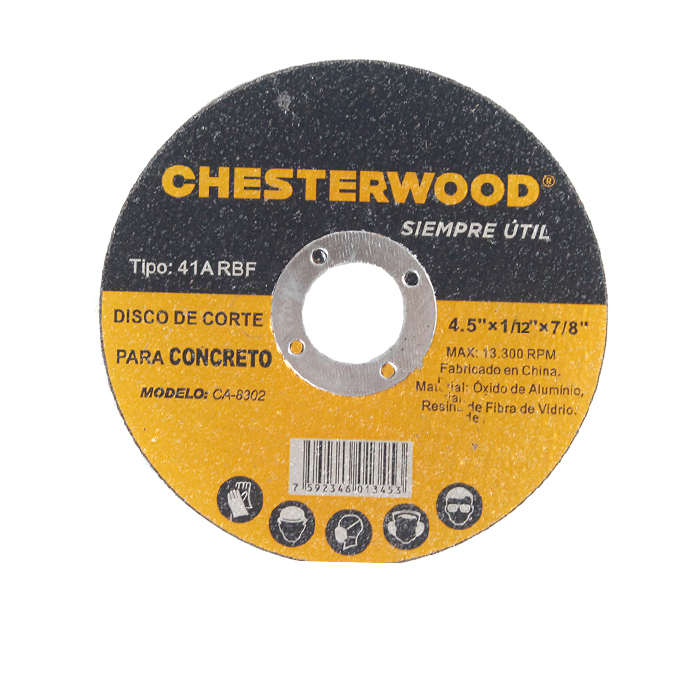 CHESTERWOOD®
SIEMPRE ÚTIL
Tipo: 41A RBF
DISCO DE CORTE
PARA CONCRETO
MODELO: CA-8302
4.5"×1/12"×7/8"
MAX: 13.300 RPM
Fabricado en China.
Óxido de Aluminio,
de Fibra de Vidrio.
7 592346 013453